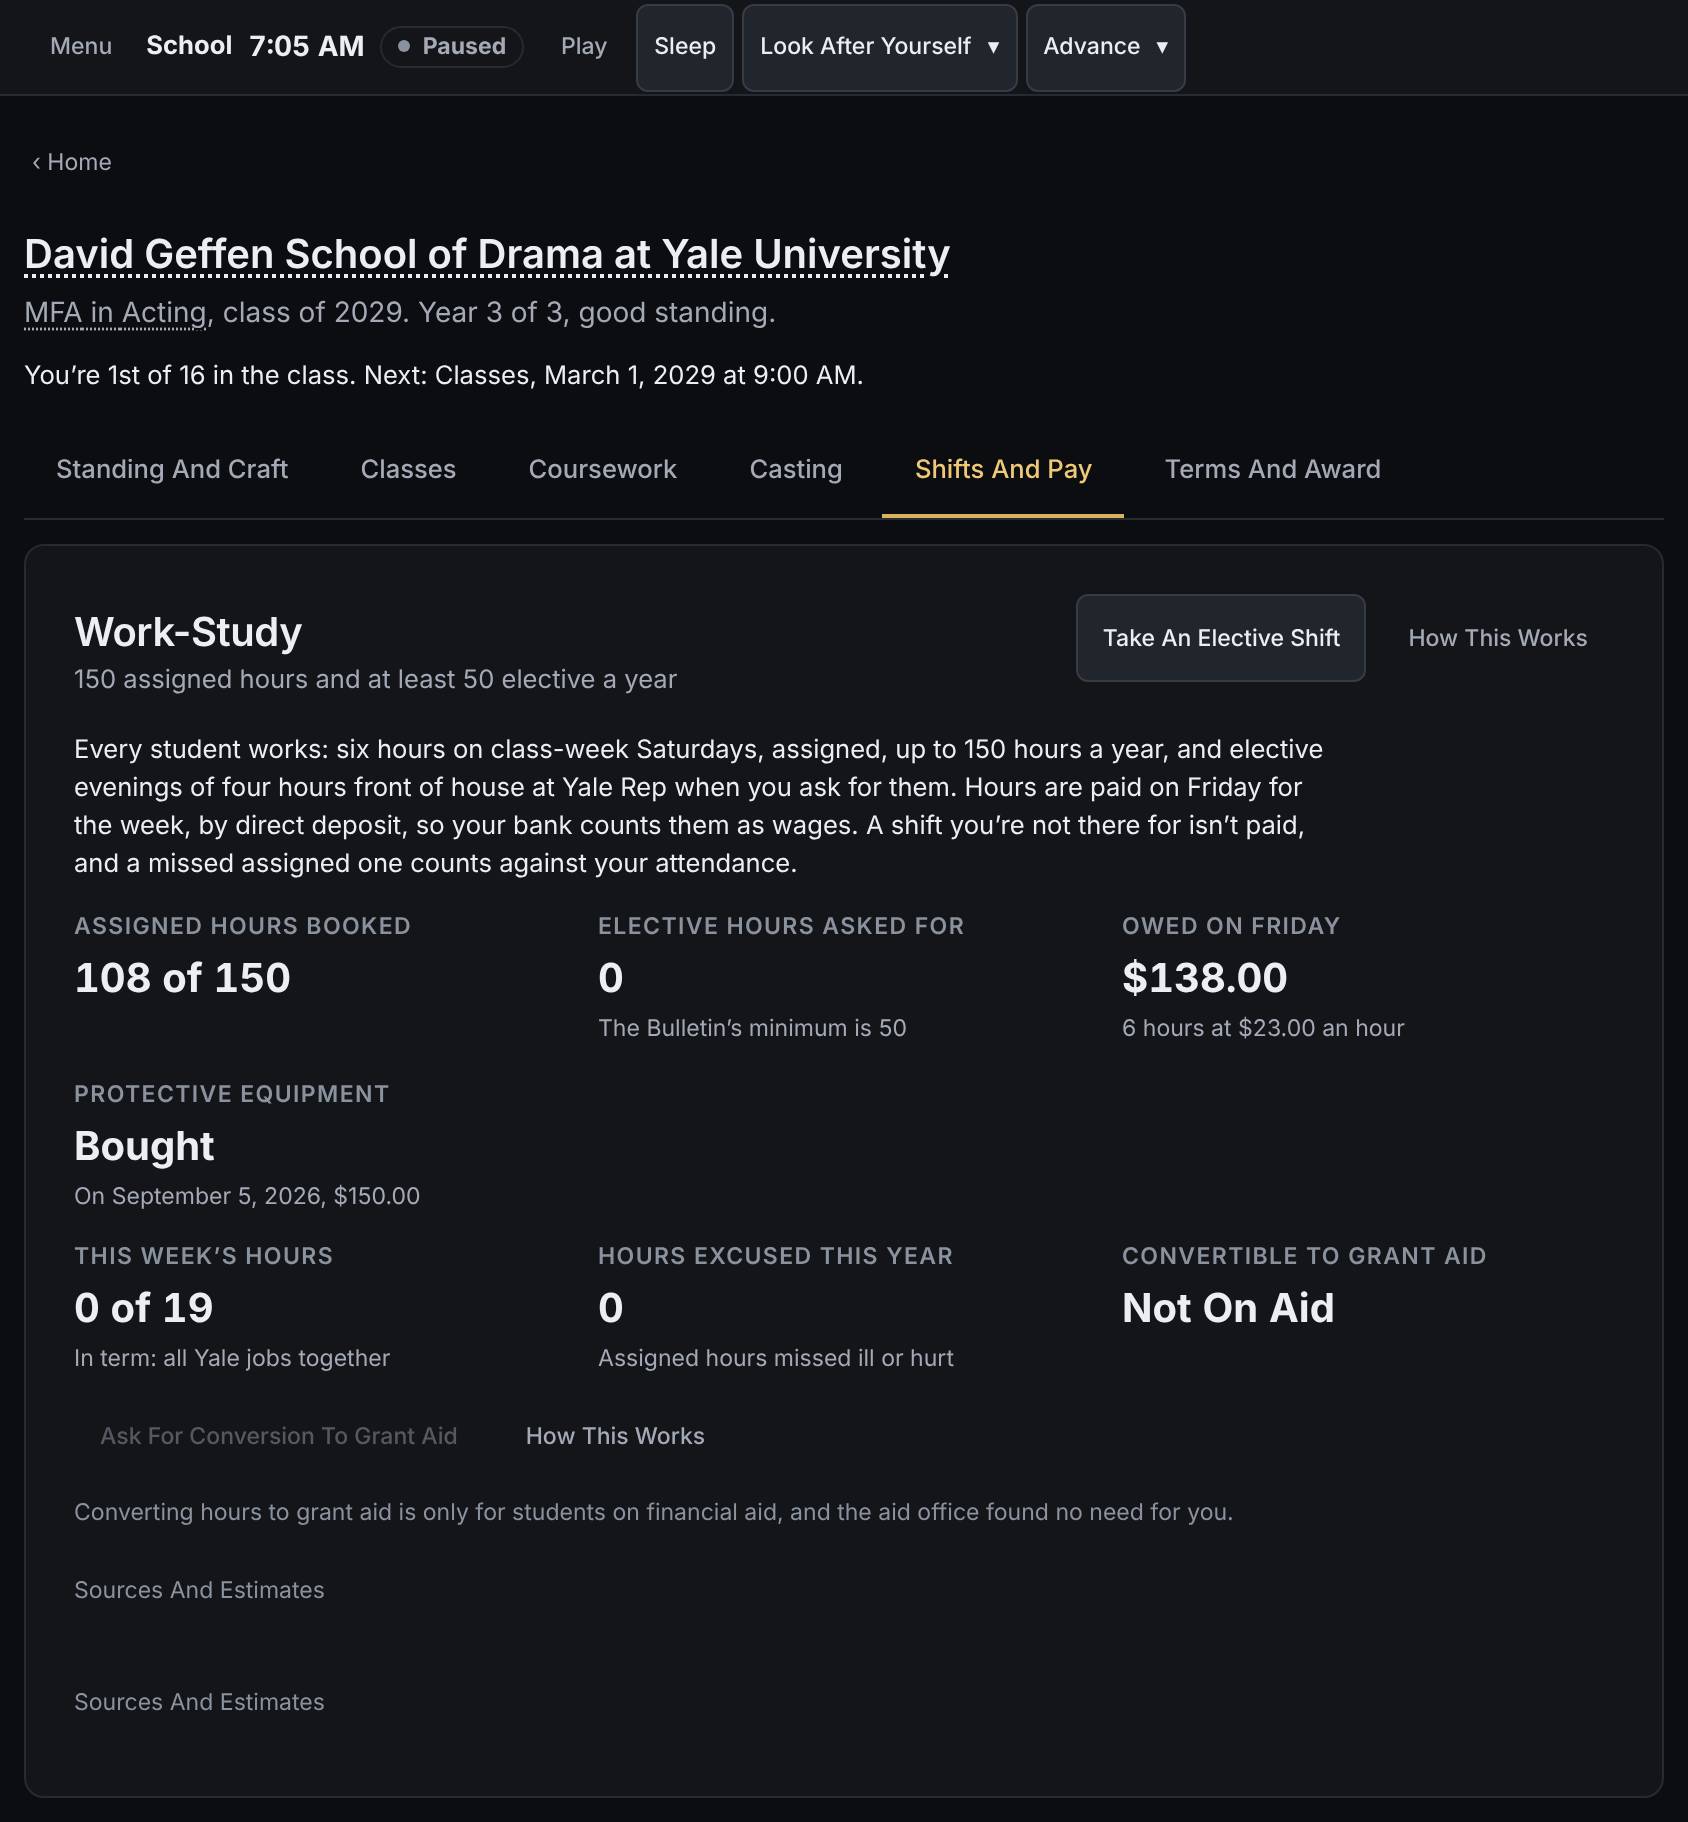 Menu School 7:05 AM Paused Play Sleep Look After Yourself ▼ Advance ▼
‹ Home
David Geffen School of Drama at Yale University
MFA in Acting, class of 2029. Year 3 of 3, good standing.
You’re 1st of 16 in the class. Next: Classes, March 1, 2029 at 9:00 AM.
Standing And Craft Classes Coursework Casting Shifts And Pay Terms And Award
Work-Study
150 assigned hours and at least 50 elective a year
Take An Elective Shift How This Works
Every student works: six hours on class-week Saturdays, assigned, up to 150 hours a year, and elective
evenings of four hours front of house at Yale Rep when you ask for them. Hours are paid on Friday for
the week, by direct deposit, so your bank counts them as wages. A shift you’re not there for isn’t paid,
and a missed assigned one counts against your attendance.
ASSIGNED HOURS BOOKED
108 of 150
ELECTIVE HOURS ASKED FOR
0
The Bulletin’s minimum is 50
OWED ON FRIDAY
$138.00
6 hours at $23.00 an hour
PROTECTIVE EQUIPMENT
Bought
On September 5, 2026, $150.00
THIS WEEK’S HOURS
0 of 19
In term: all Yale jobs together
HOURS EXCUSED THIS YEAR
0
Assigned hours missed ill or hurt
CONVERTIBLE TO GRANT AID
Not On Aid
Ask For Conversion To Grant Aid How This Works
Converting hours to grant aid is only for students on financial aid, and the aid office found no need for you.
Sources And Estimates
Sources And Estimates